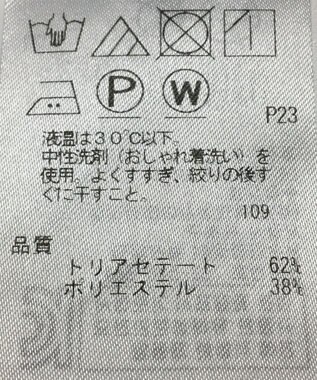 P W
P23
液温は30℃以下。
中性洗剤（おしゃれ着洗い）を
使用。よくすすぎ、絞りの後す
ぐに干すこと。
109
品質
トリアセテート 62%
ポリエステル 38%